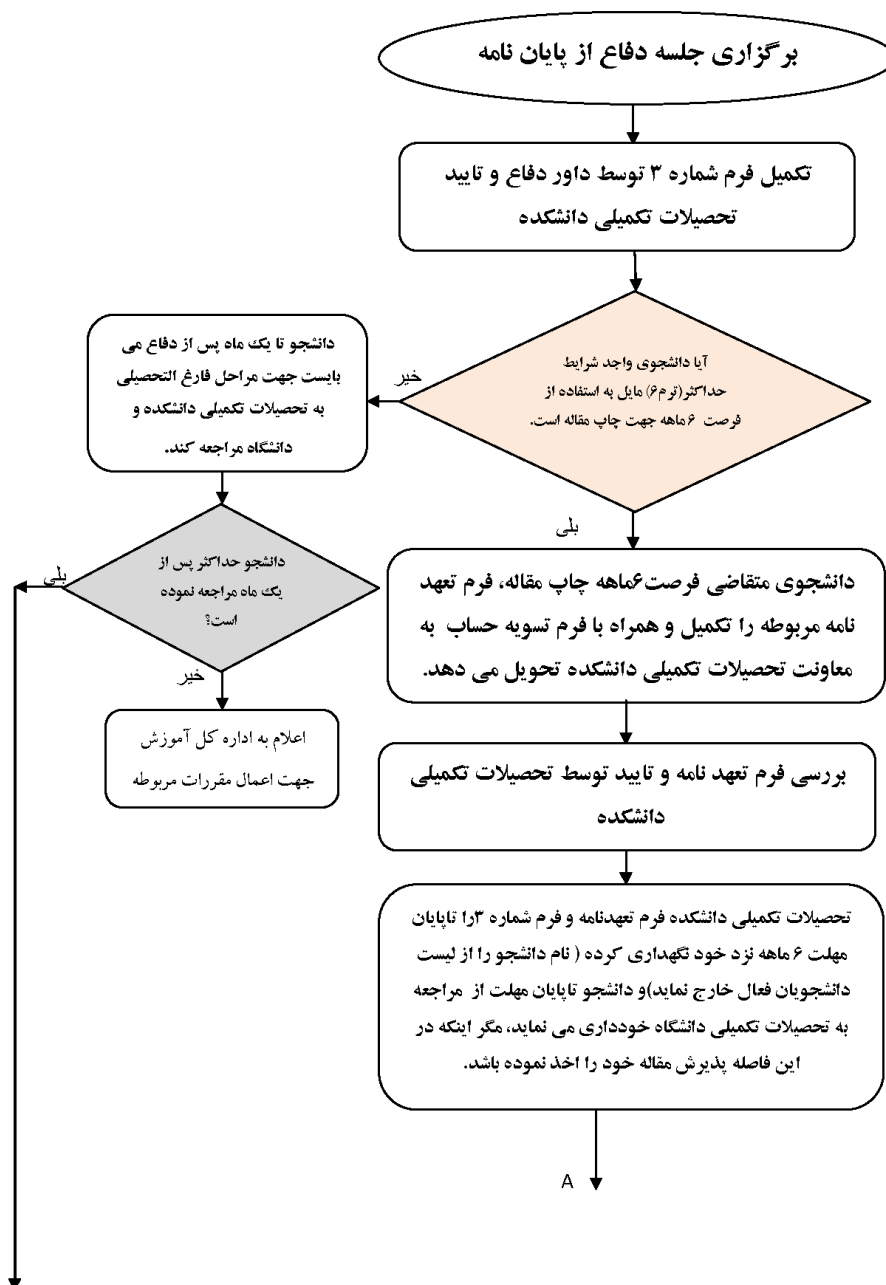 برگزاری جلسه دفاع از پایان نامه
تکمیل فرم شماره ۳ توسط داور دفاع و تایید
تحصیلات تکمیلی دانشکده
آیا دانشجوی واجد شرایط
حداکثر(ترم۶) مایل به استفاده از
فرصت ۶ماهه جهت چاپ مقاله است.
خیر
دانشجو تا یک ماه پس از دفاع می
بایست جهت مراحل فارغ التحصیلی
به تحصیلات تکمیلی دانشکده و
دانشگاه مراجعه کند.
بلی
دانشجو حداکثر پس از
یک ماه مراجعه نموده
است؟
بلی
خیر
اعلام به اداره کل آموزش
جهت اعمال مقررات مربوطه
دانشجوی متقاضی فرصت۶ماهه چاپ مقاله، فرم تعهد
نامه مربوطه را تکمیل و همراه با فرم تسویه حساب به
معاونت تحصیلات تکمیلی دانشکده تحویل می دهد.
بررسی فرم تعهد نامه و تایید توسط تحصیلات تکمیلی
دانشکده
تحصیلات تکمیلی دانشکده فرم تعهدنامه و فرم شماره ۳را تاپایان
مهلت ۶ ماهه نزد خود نگهداری کرده ( نام دانشجو را از لیست
دانشجویان فعال خارج نماید)و دانشجو تاپایان مهلت از مراجعه
به تحصیلات تکمیلی دانشگاه خودداری می نماید، مگر اینکه در
این فاصله پذیرش مقاله خود را اخذ نموده باشد.
A